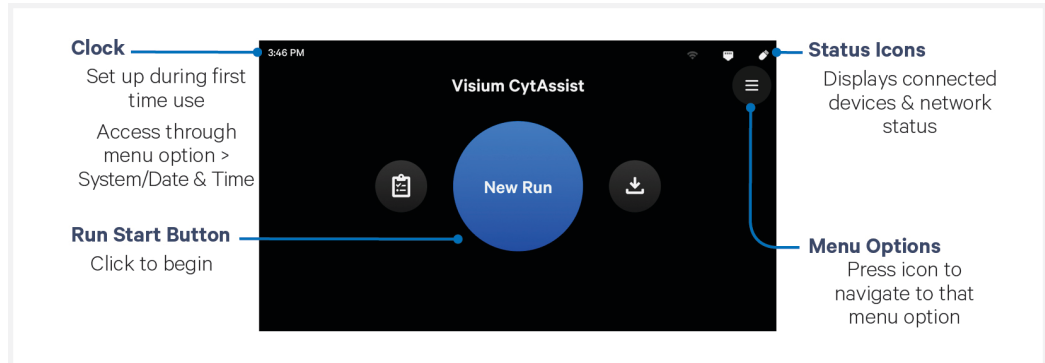 Clock
Set up during first
time use
Access through
menu option >
System/Date & Time
Run Start Button
Click to begin
3:46 PM
Visium CytAssist
New Run
Status Icons
Displays connected
devices & network
status
Menu Options
Press icon to
navigate to that
menu option